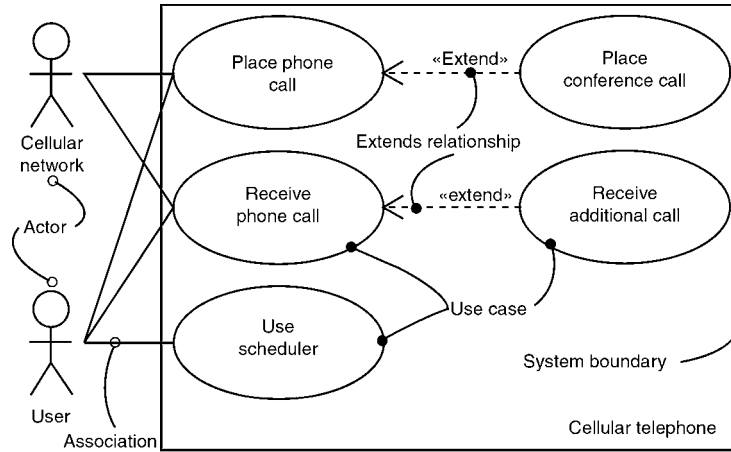 Place phone
call
«Extend»
Place
conference call
Cellular
network
Extends relationship
Receive
phone call
«extend»
Receive
additional call
Actor
Use case
Use
scheduler
System boundary
User
Association
Cellular telephone